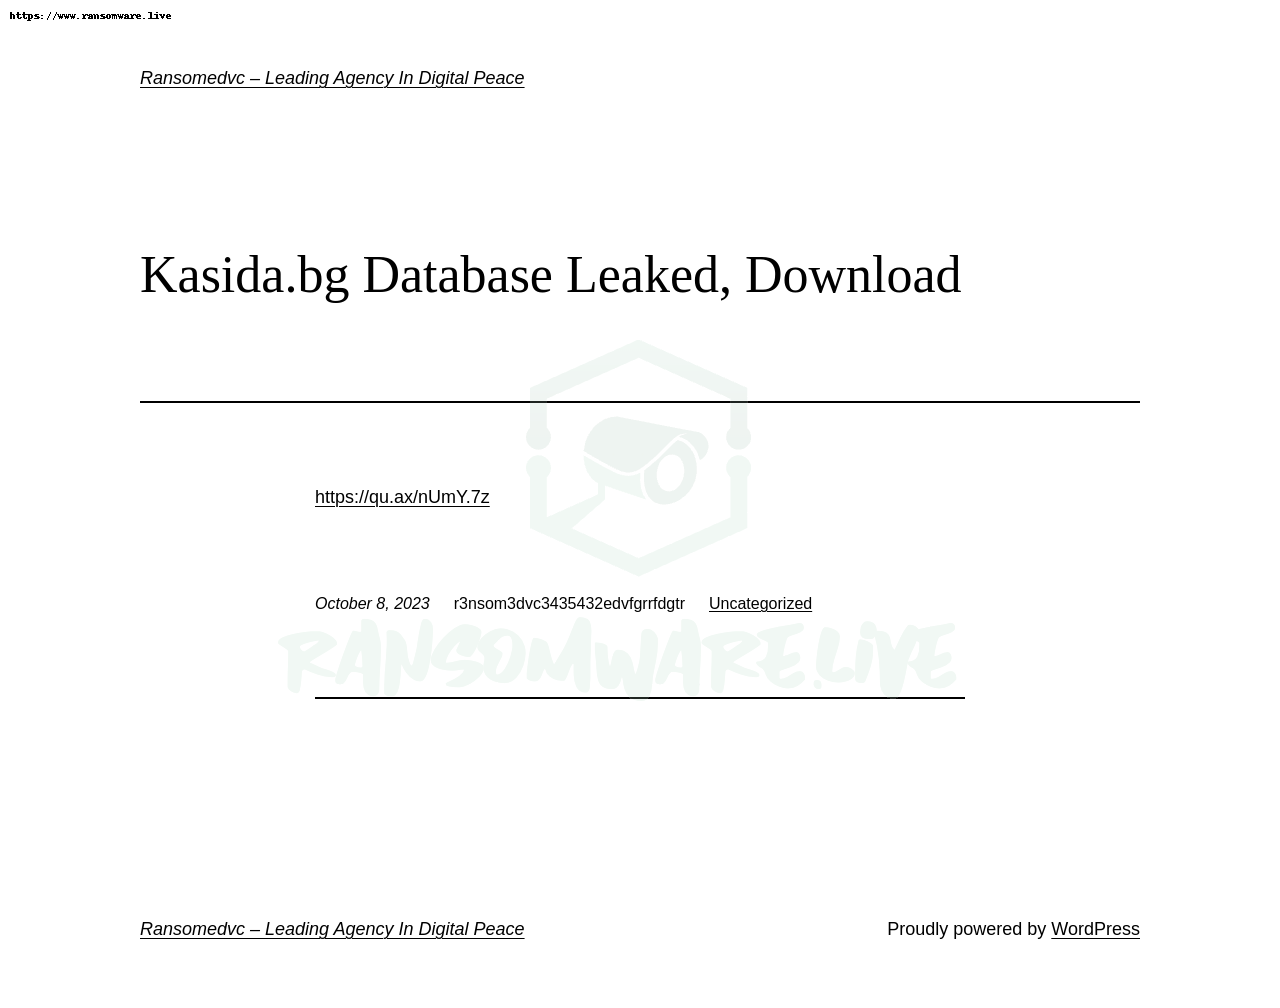 https://www.ransomware.live
Ransomedvc – Leading Agency In Digital Peace
Kasida.bg Database Leaked, Download
https://qu.ax/nUmY.7z
October 8, 2023 r3nsom3dvc3435432edvfgrrfdgtr Uncategorized
RANSOMWARE.LIVE
Ransomedvc – Leading Agency In Digital Peace Proudly powered by WordPress